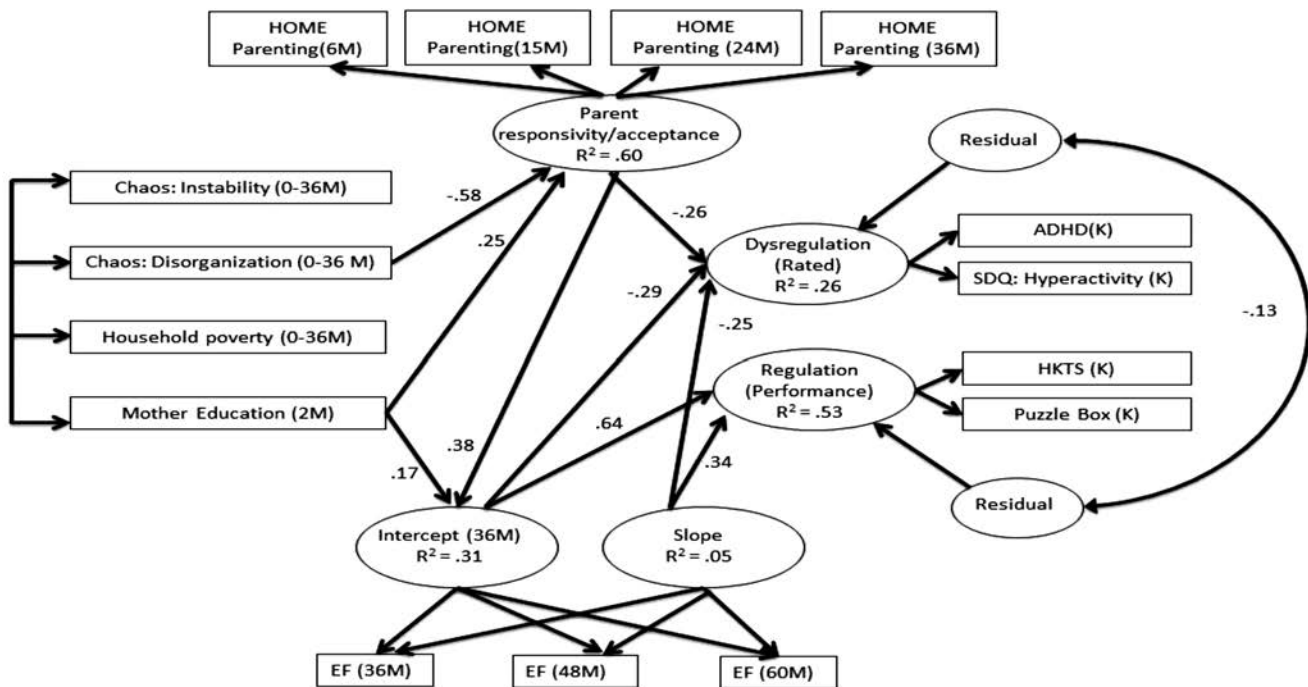 HOME
Parenting(6M)
HOME
Parenting(15M)
HOME
Parenting (24M)
HOME
Parenting (36M)
Parent
responsivity/acceptance
R² = .60
Residual
Chaos: Instability (0-36M)
-.58
-.26
.25
Chaos: Disorganization (0-36 M)
Dysregulation
(Rated)
R² = .26
ADHD(K)
SDQ: Hyperactivity (K)
-.29
-.25
-.13
Household poverty (0-36M)
Regulation
(Performance)
R² = .53
HKTS (K)
Puzzle Box (K)
Mother Education (2M)
.64
.38
.34
.17
Residual
Intercept (36M)
R² = .31
Slope
R² = .05
EF (36M)
EF (48M)
EF (60M)